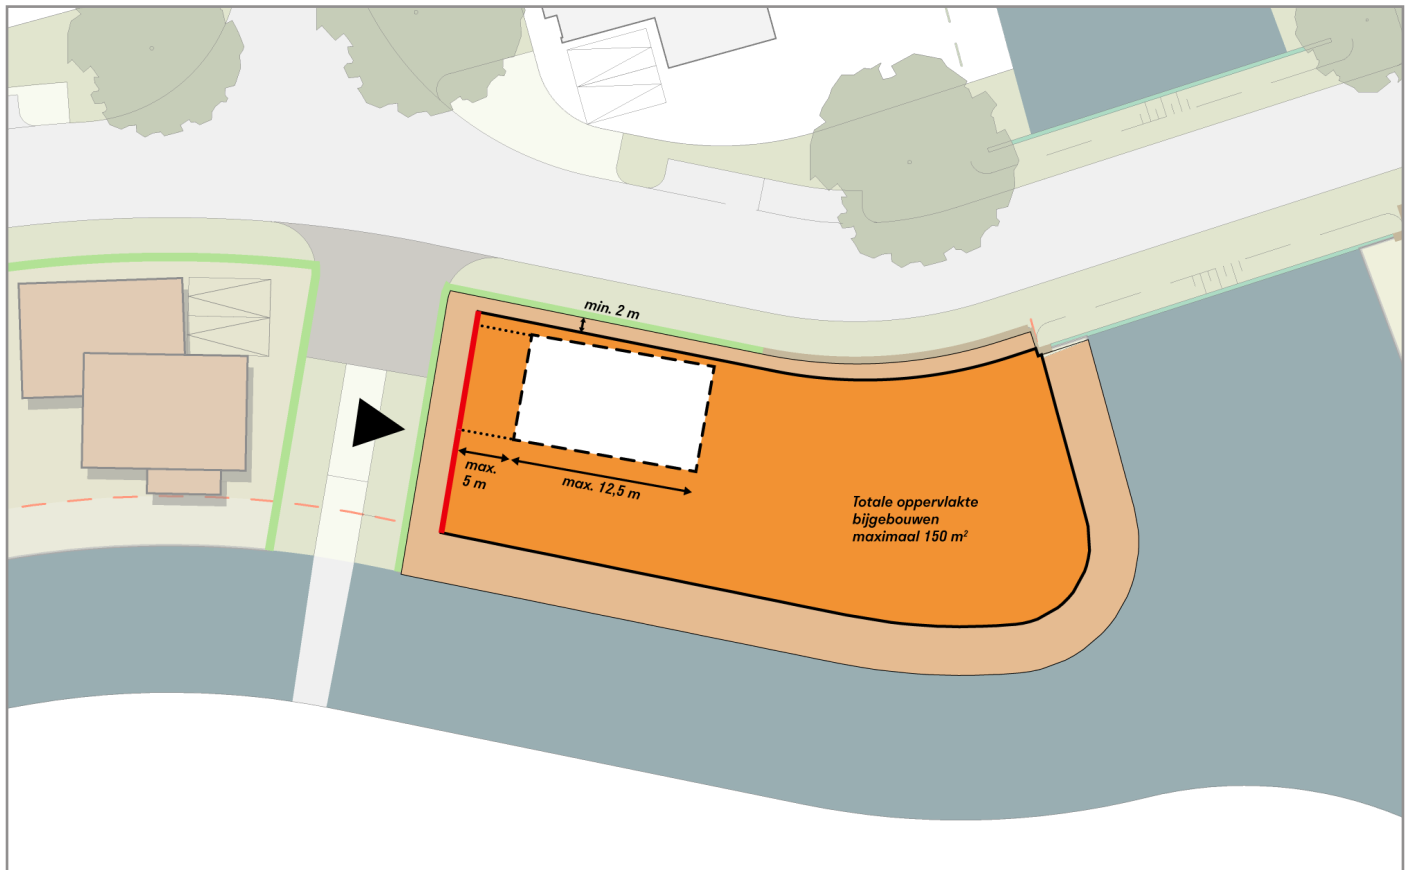 min. 2 m
max.
5 m
max. 12,5 m
Totale oppervlakte
bijgebouwen
maximaal 150 m²